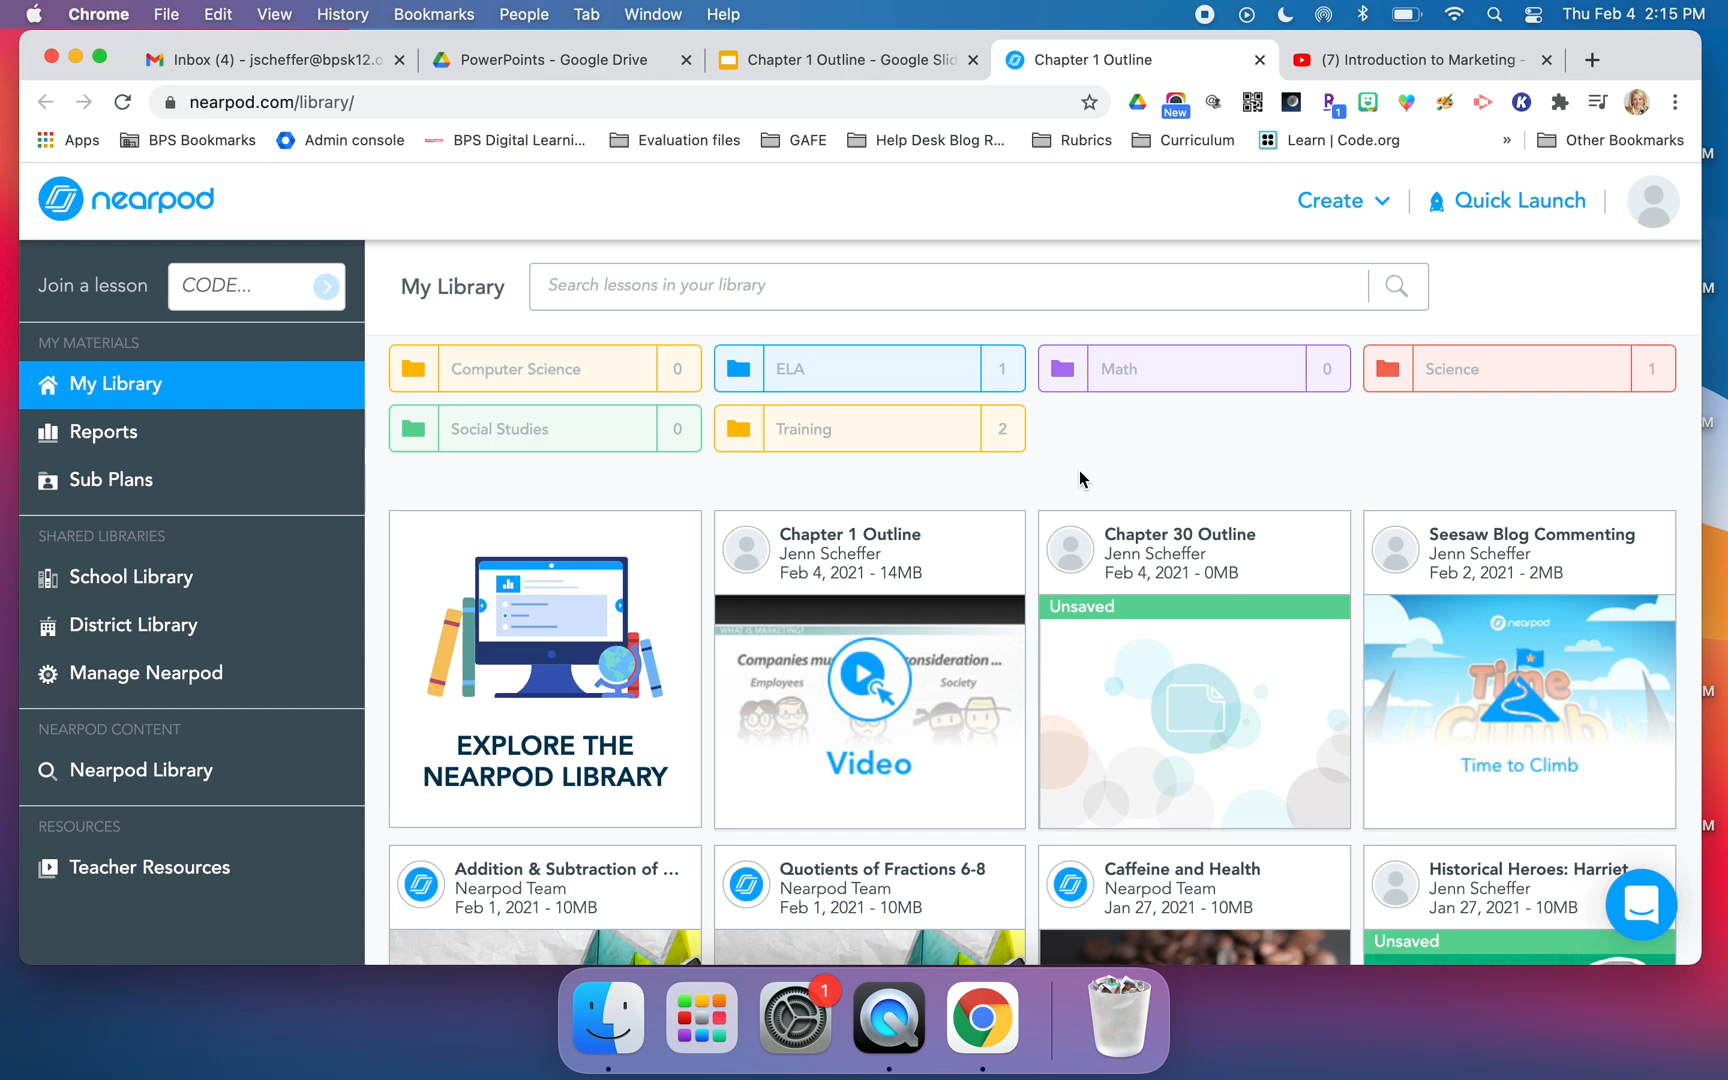 Chrome File Edit View History Bookmarks People Tab Window Help Thu Feb 4 2:15 PM
Inbox (4) - jscheffer@bpsk12.o
PowerPoints - Google Drive
Chapter 1 Outline - Google Slid
Chapter 1 Outline
(7) Introduction to Marketing -
nearpod.com/library/
New
1
Apps BPS Bookmarks Admin console BPS Digital Learni... Evaluation files GAFE Help Desk Blog R... Rubrics Curriculum Learn | Code.org » Other Bookmarks
nearpod
Create Quick Launch
Join a lesson CODE...
My Library Search lessons in your library
MY MATERIALS
My Library
Reports
Sub Plans
SHARED LIBRARIES
School Library
District Library
Manage Nearpod
NEARPOD CONTENT
Nearpod Library
RESOURCES
Teacher Resources
Computer Science 0
ELA 1
Math 0
Science 1
Social Studies 0
Training 2
EXPLORE THE
NEARPOD LIBRARY
Chapter 1 Outline
Jenn Scheffer
Feb 4, 2021 - 14MB
WHAT IS MARKETING?
Companies mu onsideration ...
Employees Society
Video
Chapter 30 Outline
Jenn Scheffer
Feb 4, 2021 - 0MB
Unsaved
Seesaw Blog Commenting
Jenn Scheffer
Feb 2, 2021 - 2MB
nearpod
Time
Climb
Time to Climb
Addition & Subtraction of ...
Nearpod Team
Feb 1, 2021 - 10MB
Quotients of Fractions 6-8
Nearpod Team
Feb 1, 2021 - 10MB
Caffeine and Health
Nearpod Team
Jan 27, 2021 - 10MB
Historical Heroes: Harriet
Jenn Scheffer
Jan 27, 2021 - 10MB
Unsaved
1
M
M
M
M
M